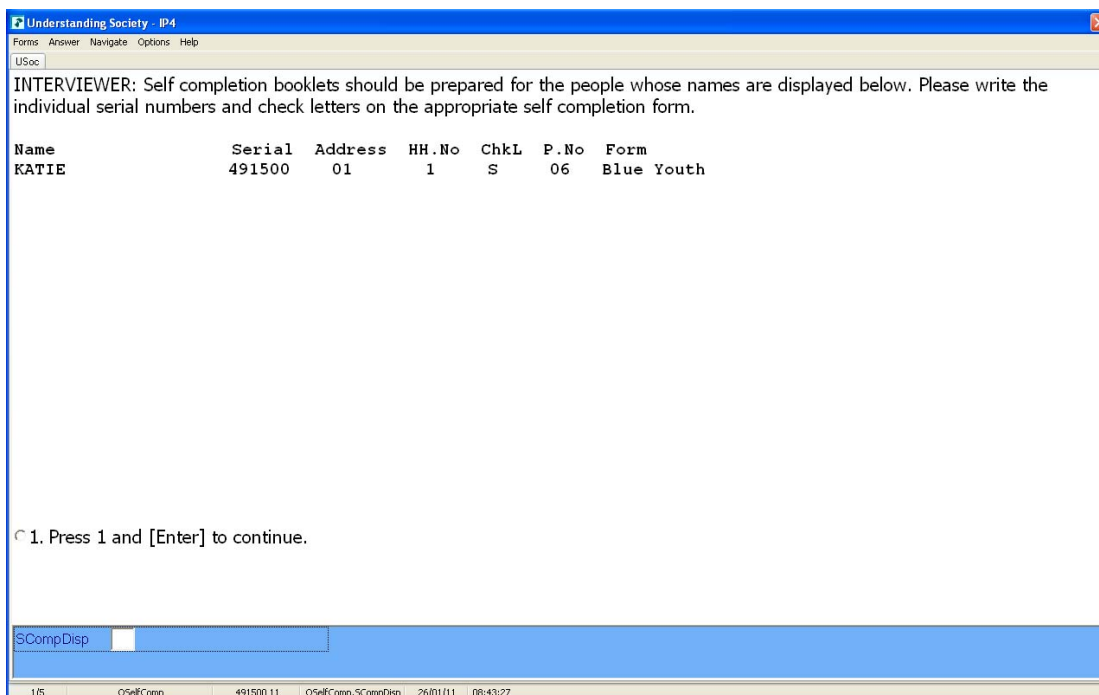 Understanding Society - IP4
Forms Answer Navigate Options Help
USoc
INTERVIEWER: Self completion booklets should be prepared for the people whose names are displayed below. Please write the
individual serial numbers and check letters on the appropriate self completion form.
Name Serial Address HH.No ChkL P.No Form
KATIE 491500 01 1 S 06 Blue Youth
1. Press 1 and [Enter] to continue.
SCompDisp
1/5 QSelfComp 491500 11 QSelfComp.SCompDisp 26/01/11 08:43:27